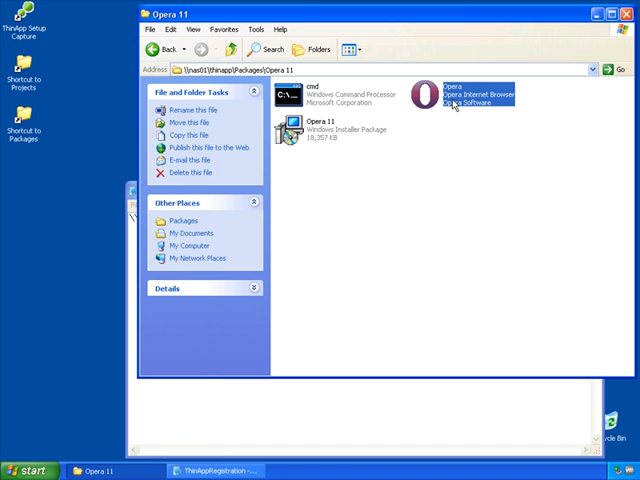 ThinApp Setup
Capture
Shortcut to
Projects
Shortcut to
Packages
Opera 11
File Edit View Favorites Tools Help
Back Search Folders
Address \\nas01\thinapp\Packages\Opera 11 Go
File and Folder Tasks
Rename this file
Move this file
Copy this file
Publish this file to the Web
E-mail this file
Delete this file
Other Places
Packages
My Documents
My Computer
My Network Places
Details
cmd
Windows Command Processor
Microsoft Corporation
C:\...
Opera
Opera Internet Browser
Opera Software
Opera 11
Windows Installer Package
18,357 KB
cle Bin
start Opera 11 ThinAppRegistration -...